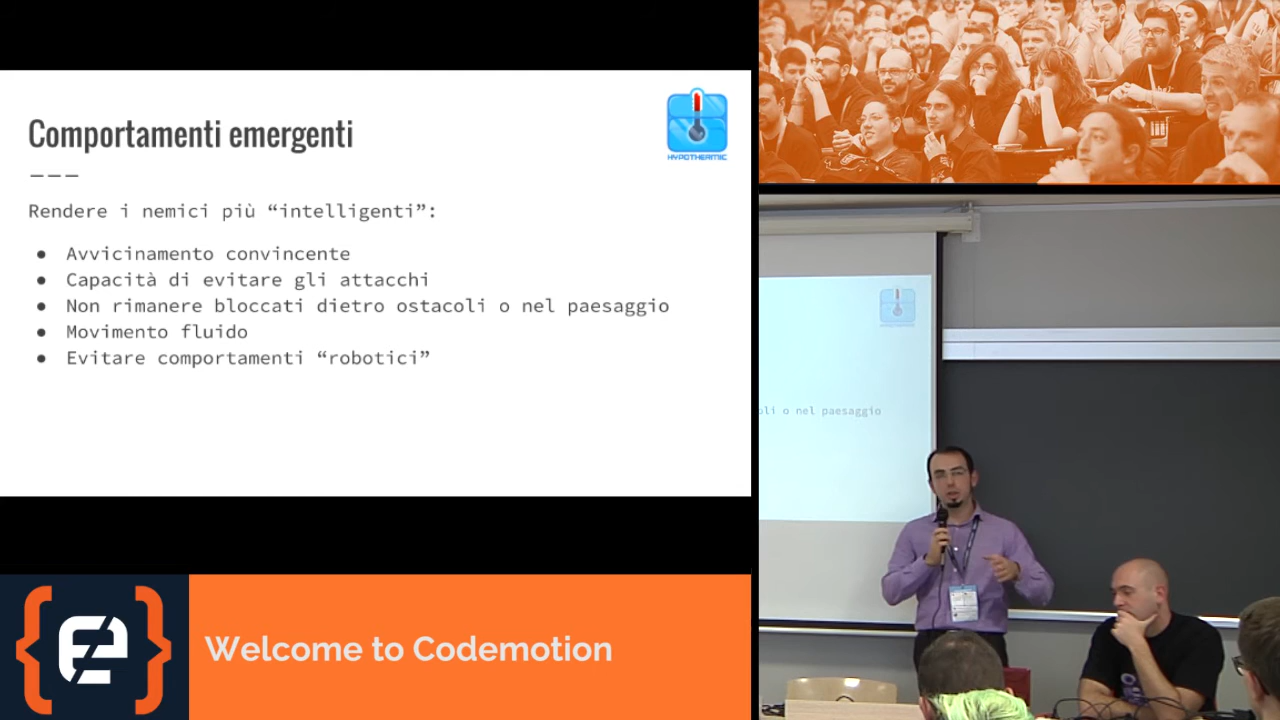 Comportamenti emergenti
HYPOTHERMIC
Rendere i nemici più “intelligenti”:
● Avvicinamento convincente
● Capacità di evitare gli attacchi
● Non rimanere bloccati dietro ostacoli o nel paesaggio
● Movimento fluido
● Evitare comportamenti “robotici”
oli o nel paesaggio
Welcome to Codemotion